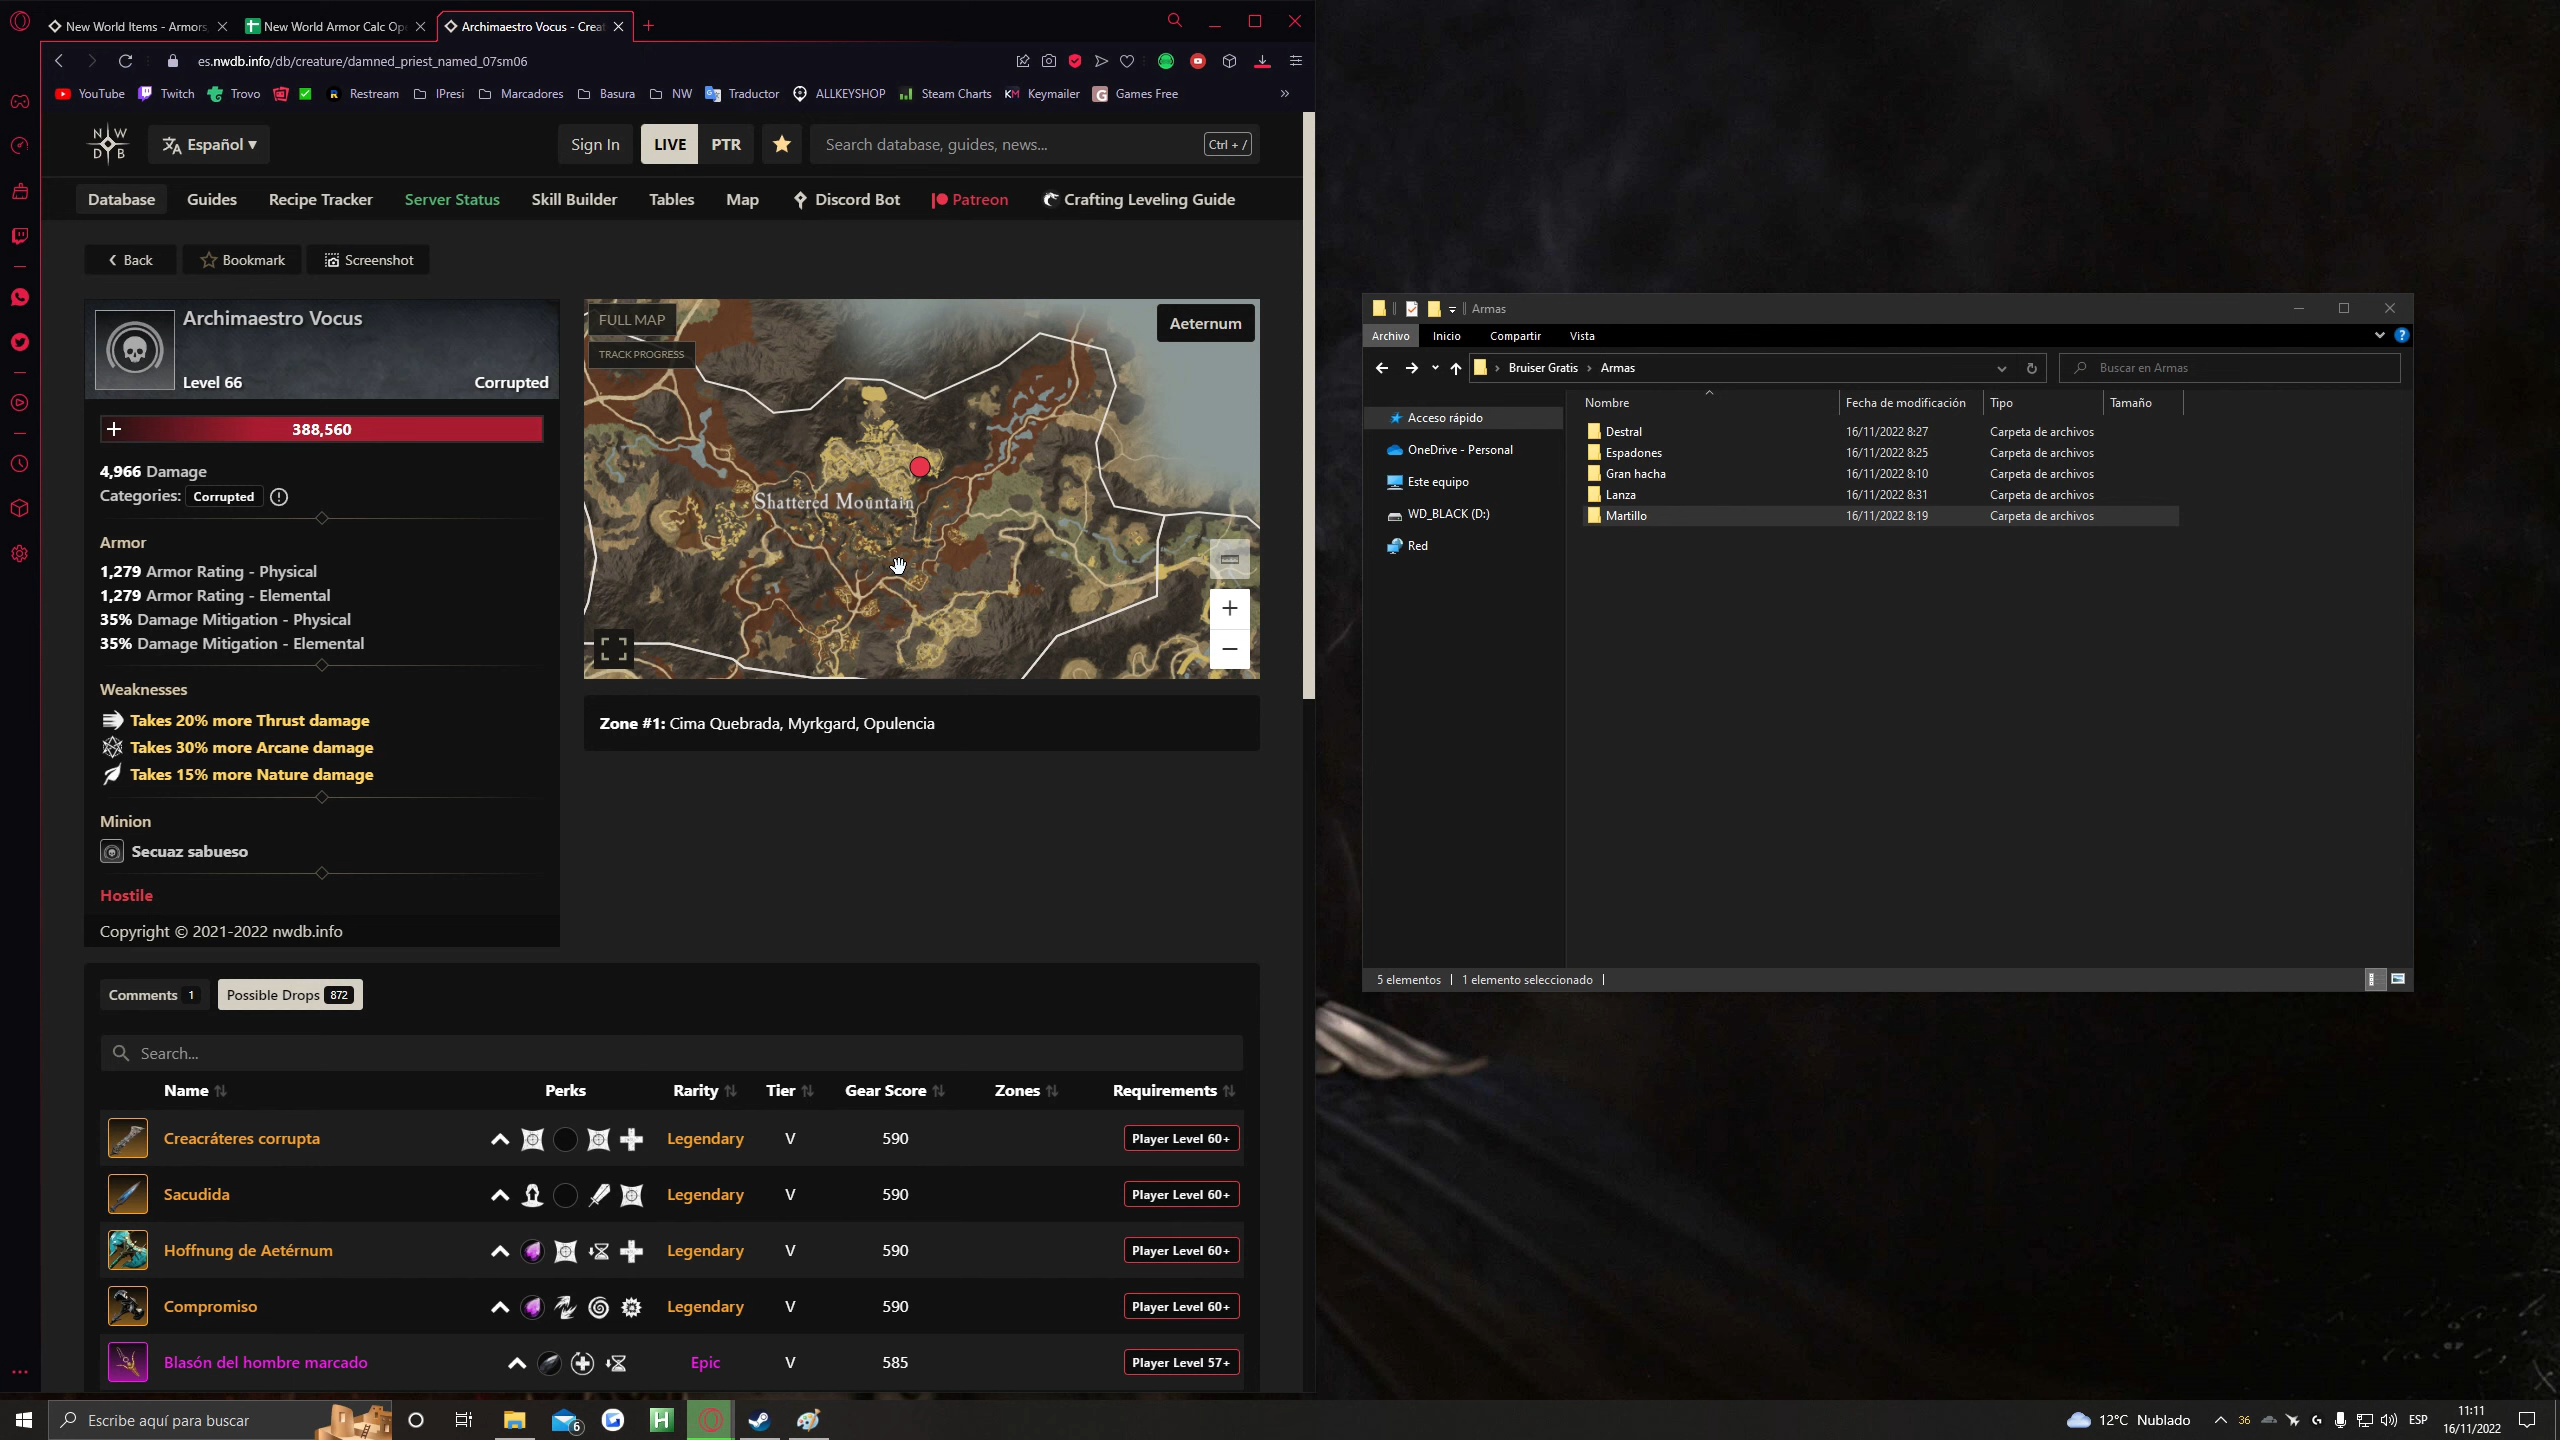 New World Items - Armors,
New World Armor Calc Op
Archimaestro Vocus - Creat
es.nwdb.info/db/creature/damned_priest_named_07sm06
YouTube Twitch Trovo Restream IPresi Marcadores Basura NW Traductor ALLKEYSHOP Steam Charts KM Keymailer Games Free »
N W D B
Español ▾
Sign In
LIVE PTR
Search database, guides, news...
Ctrl + /
Database Guides Recipe Tracker Server Status Skill Builder Tables Map Discord Bot Patreon Crafting Leveling Guide
Back Bookmark Screenshot
Archimaestro Vocus
Level 66 Corrupted
388,560
4,966 Damage
Categories: Corrupted
Armor
1,279 Armor Rating - Physical
1,279 Armor Rating - Elemental
35% Damage Mitigation - Physical
35% Damage Mitigation - Elemental
Weaknesses
Takes 20% more Thrust damage
Takes 30% more Arcane damage
Takes 15% more Nature damage
Minion
Secuaz sabueso
Hostile
Copyright © 2021-2022 nwdb.info
FULL MAP
TRACK PROGRESS
Aeternum
Shattered Mountain
Zone #1: Cima Quebrada, Myrkgard, Opulencia
Comments 1 Possible Drops 872
Search...
Name Perks Rarity Tier Gear Score Zones Requirements
Creacráteres corrupta Legendary V 590 Player Level 60+
Sacudida Legendary V 590 Player Level 60+
Hoffnung de Aetérnum Legendary V 590 Player Level 60+
Compromiso Legendary V 590 Player Level 60+
Blasón del hombre marcado Epic V 585 Player Level 57+
Armas
Archivo Inicio Compartir Vista
Bruiser Gratis › Armas
Buscar en Armas
Nombre Fecha de modificación Tipo Tamaño
Acceso rápido
OneDrive - Personal
Este equipo
WD_BLACK (D:)
Red
Destral 16/11/2022 8:27 Carpeta de archivos
Espadones 16/11/2022 8:25 Carpeta de archivos
Gran hacha 16/11/2022 8:10 Carpeta de archivos
Lanza 16/11/2022 8:31 Carpeta de archivos
Martillo 16/11/2022 8:19 Carpeta de archivos
5 elementos 1 elemento seleccionado
Escribe aquí para buscar
6
H
12°C Nublado
36
ESP
11:11
16/11/2022